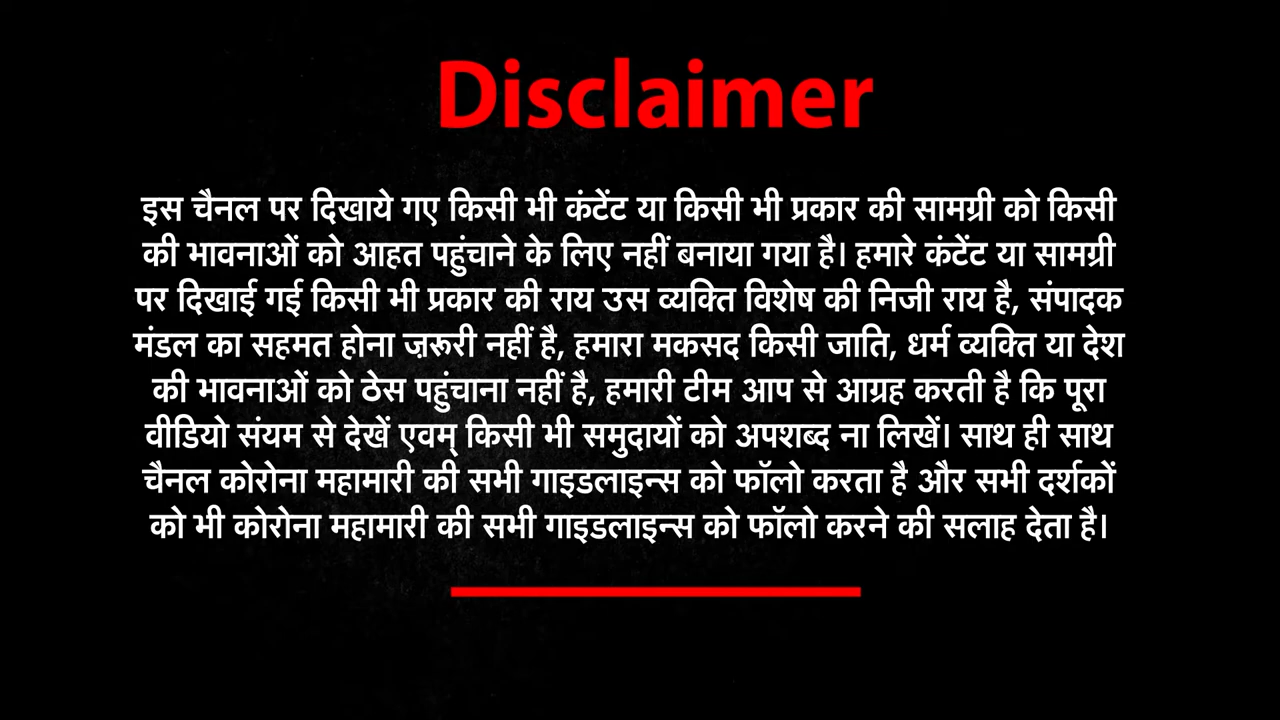 Disclaimer
इस चैनल पर दिखाये गए किसी भी कंटेंट या किसी भी प्रकार की सामग्री को किसी
की भावनाओं को आहत पहुंचाने के लिए नहीं बनाया गया है। हमारे कंटेंट या सामग्री
पर दिखाई गई किसी भी प्रकार की राय उस व्यक्ति विशेष की निजी राय है, संपादक
मंडल का सहमत होना ज़रूरी नहीं है, हमारा मकसद किसी जाति, धर्म व्यक्ति या देश
की भावनाओं को ठेस पहुंचाना नहीं है, हमारी टीम आप से आग्रह करती है कि पूरा
वीडियो संयम से देखें एवम् किसी भी समुदायों को अपशब्द ना लिखें। साथ ही साथ
चैनल कोरोना महामारी की सभी गाइडलाइन्स को फॉलो करता है और सभी दर्शकों
को भी कोरोना महामारी की सभी गाइडलाइन्स को फॉलो करने की सलाह देता है।